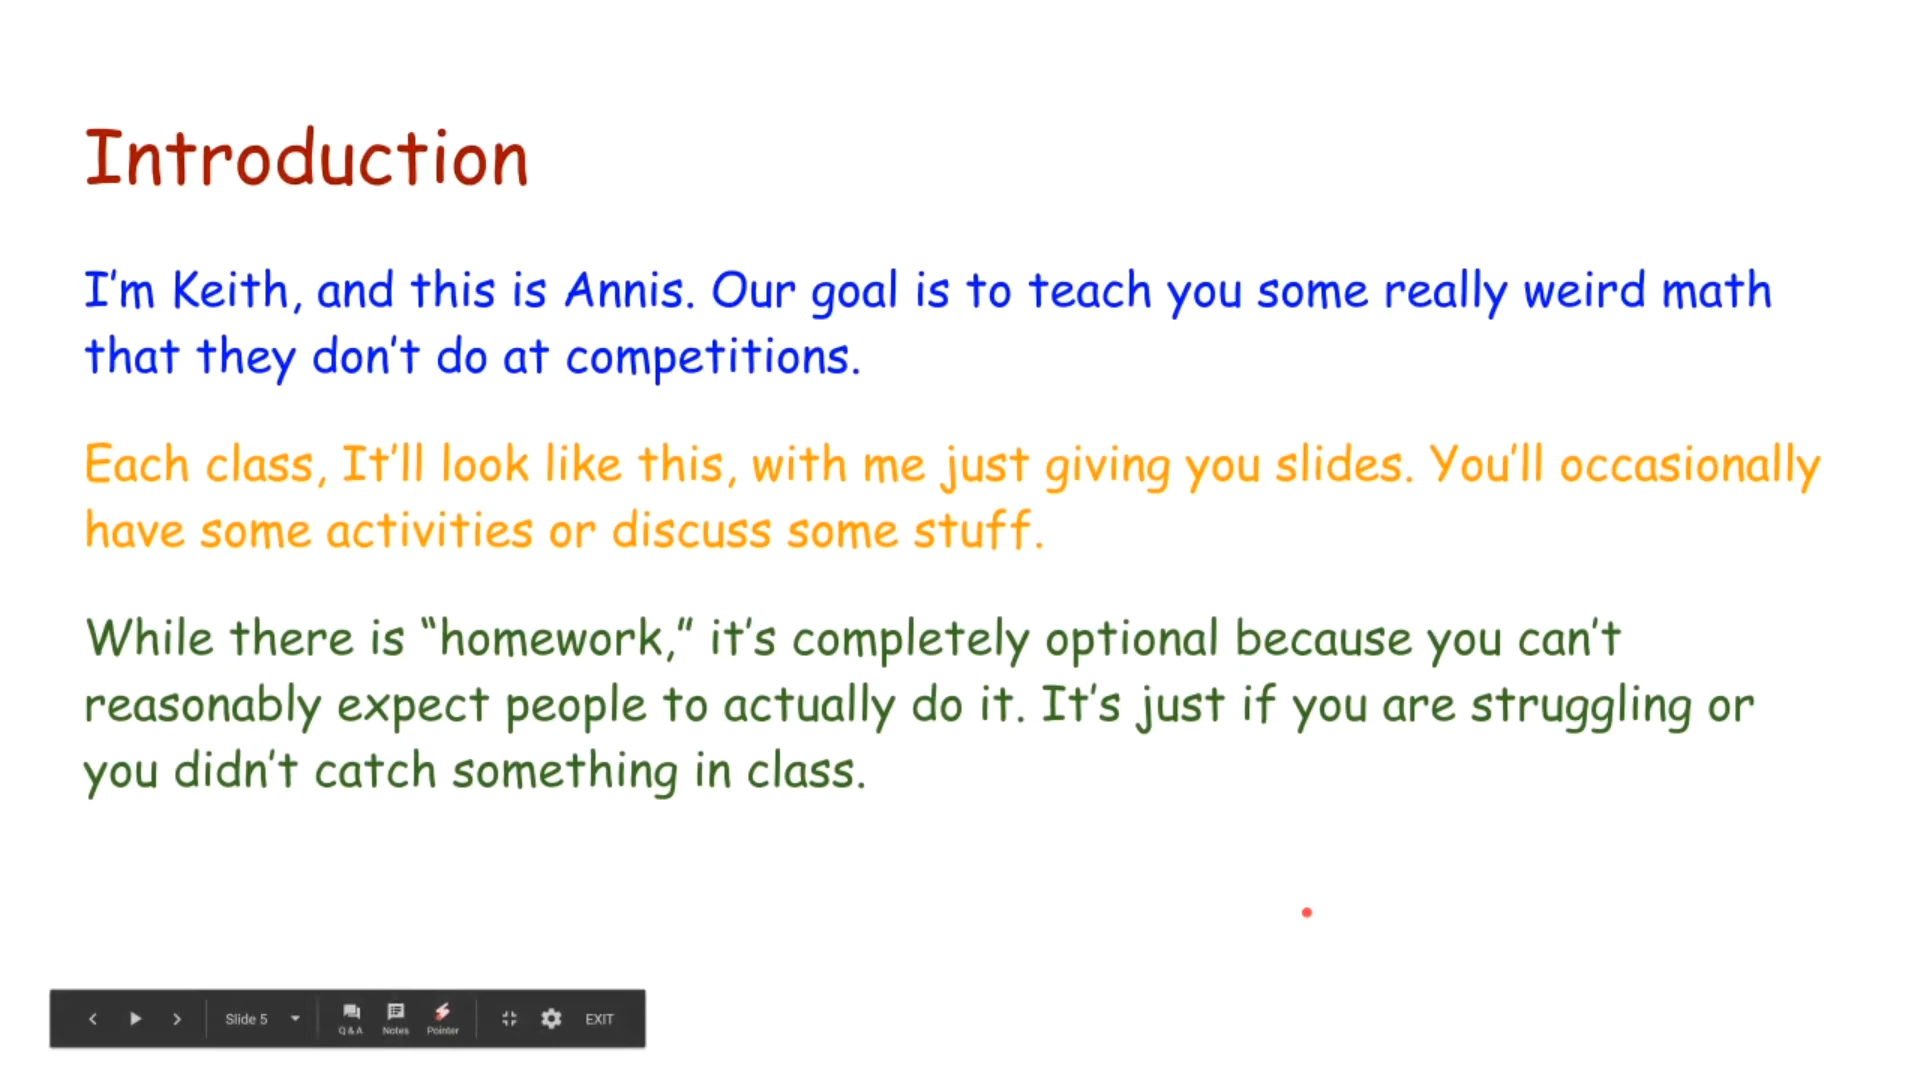 Introduction
I'm Keith, and this is Annis. Our goal is to teach you some really weird math
that they don't do at competitions.
Each class, It'll look like this, with me just giving you slides. You'll occasionally
have some activities or discuss some stuff.
While there is “homework,” it's completely optional because you can't
reasonably expect people to actually do it. It's just if you are struggling or
you didn't catch something in class.
Slide 5
Q & A Notes Pointer
EXIT